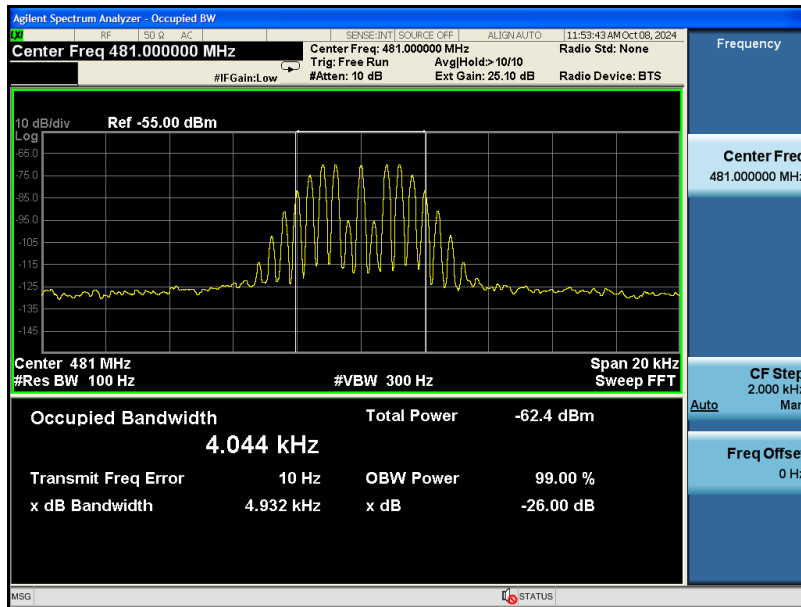 Agilent Spectrum Analyzer - Occupied BW
LXI RF 50 Ω AC SENSE:INT SOURCE OFF ALIGN AUTO 11:53:43 AM Oct 08, 2024
Center Freq 481.000000 MHz
Center Freq: 481.000000 MHz Radio Std: None
Trig: Free Run Avg|Hold:>10/10
#IFGain:Low #Atten: 10 dB Ext Gain: 25.10 dB Radio Device: BTS
10 dB/div Ref -55.00 dBm
Log
-65.0
-75.0
-85.0
-95.0
-105
-115
-125
-135
-145
Center 481 MHz Span 20 kHz
#Res BW 100 Hz #VBW 300 Hz Sweep FFT
Occupied Bandwidth Total Power -62.4 dBm
4.044 kHz
Transmit Freq Error 10 Hz OBW Power 99.00 %
x dB Bandwidth 4.932 kHz x dB -26.00 dB
MSG STATUS
Frequency
Center Freq
481.000000 MHz
CF Step
2.000 kHz
Auto Man
Freq Offset
0 Hz